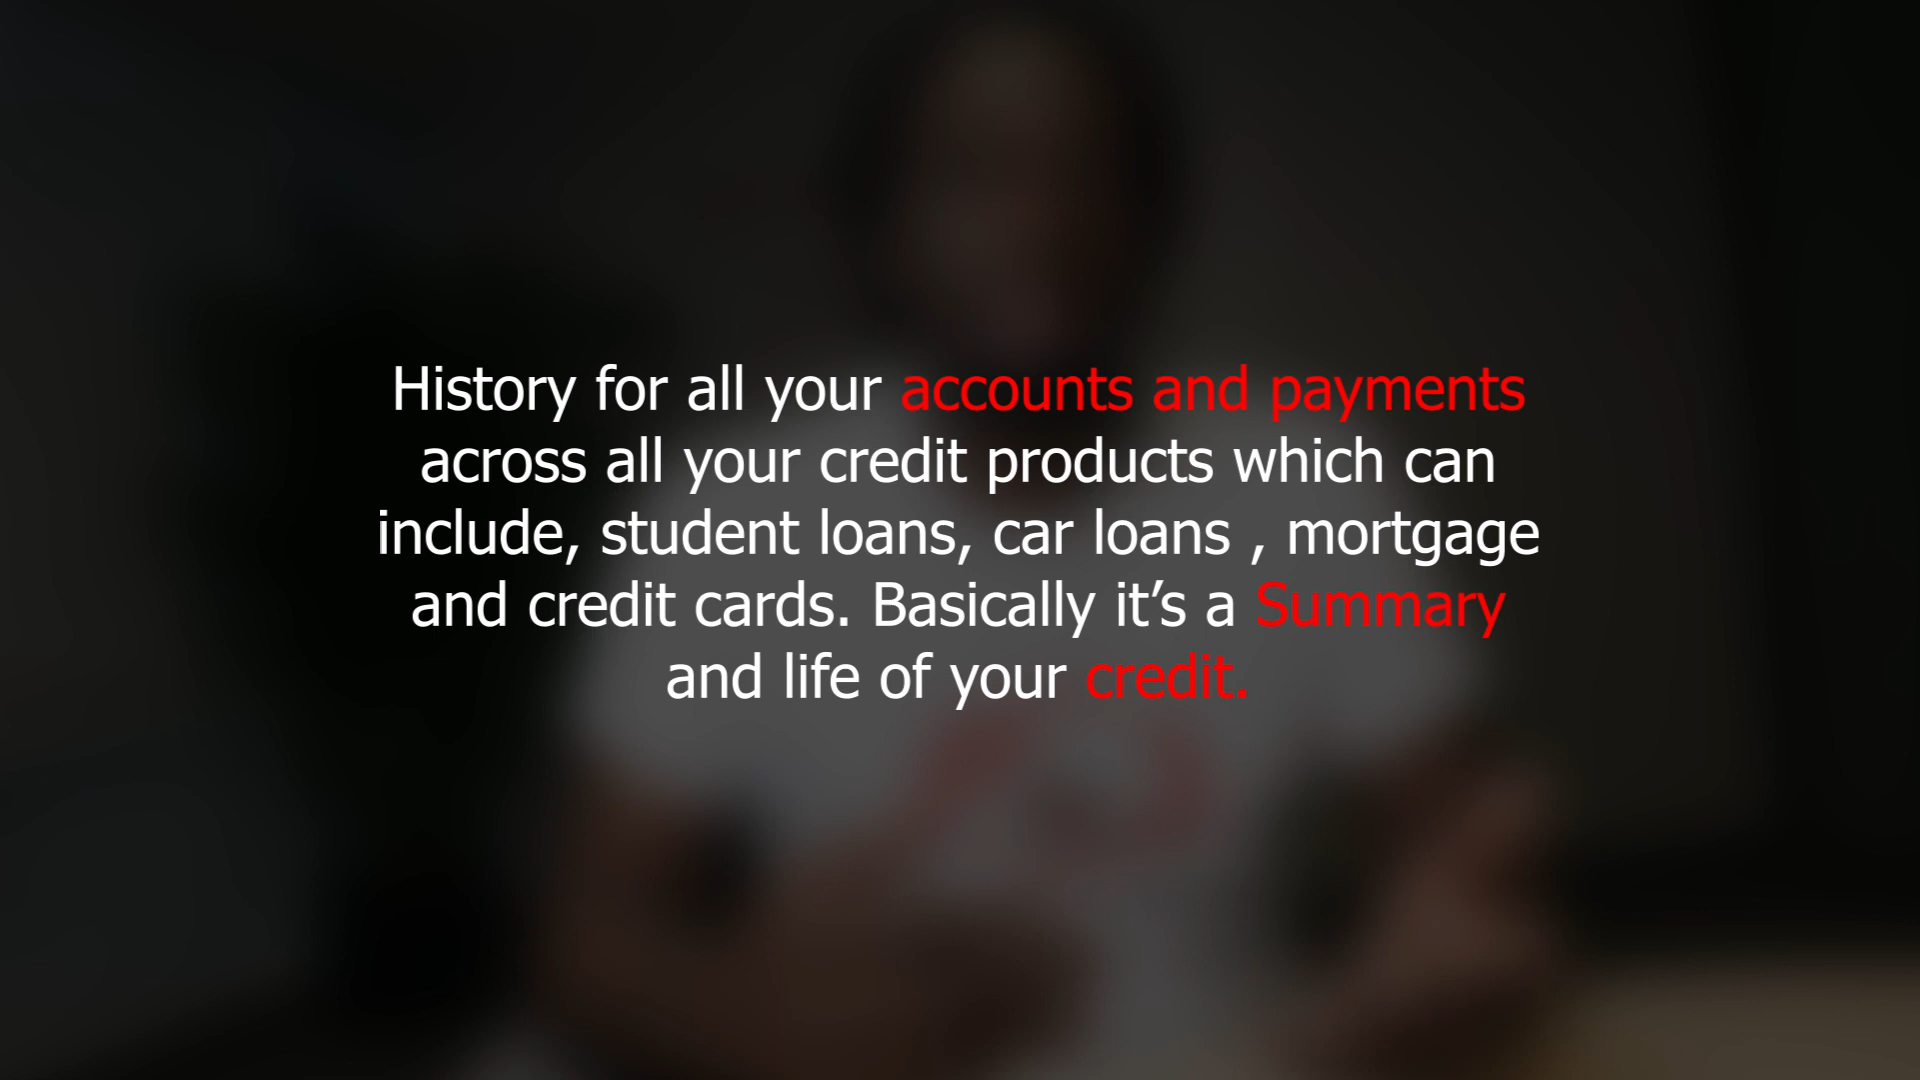 History for all your accounts and payments
across all your credit products which can
include, student loans, car loans , mortgage
and credit cards. Basically it’s a Summary
and life of your credit.